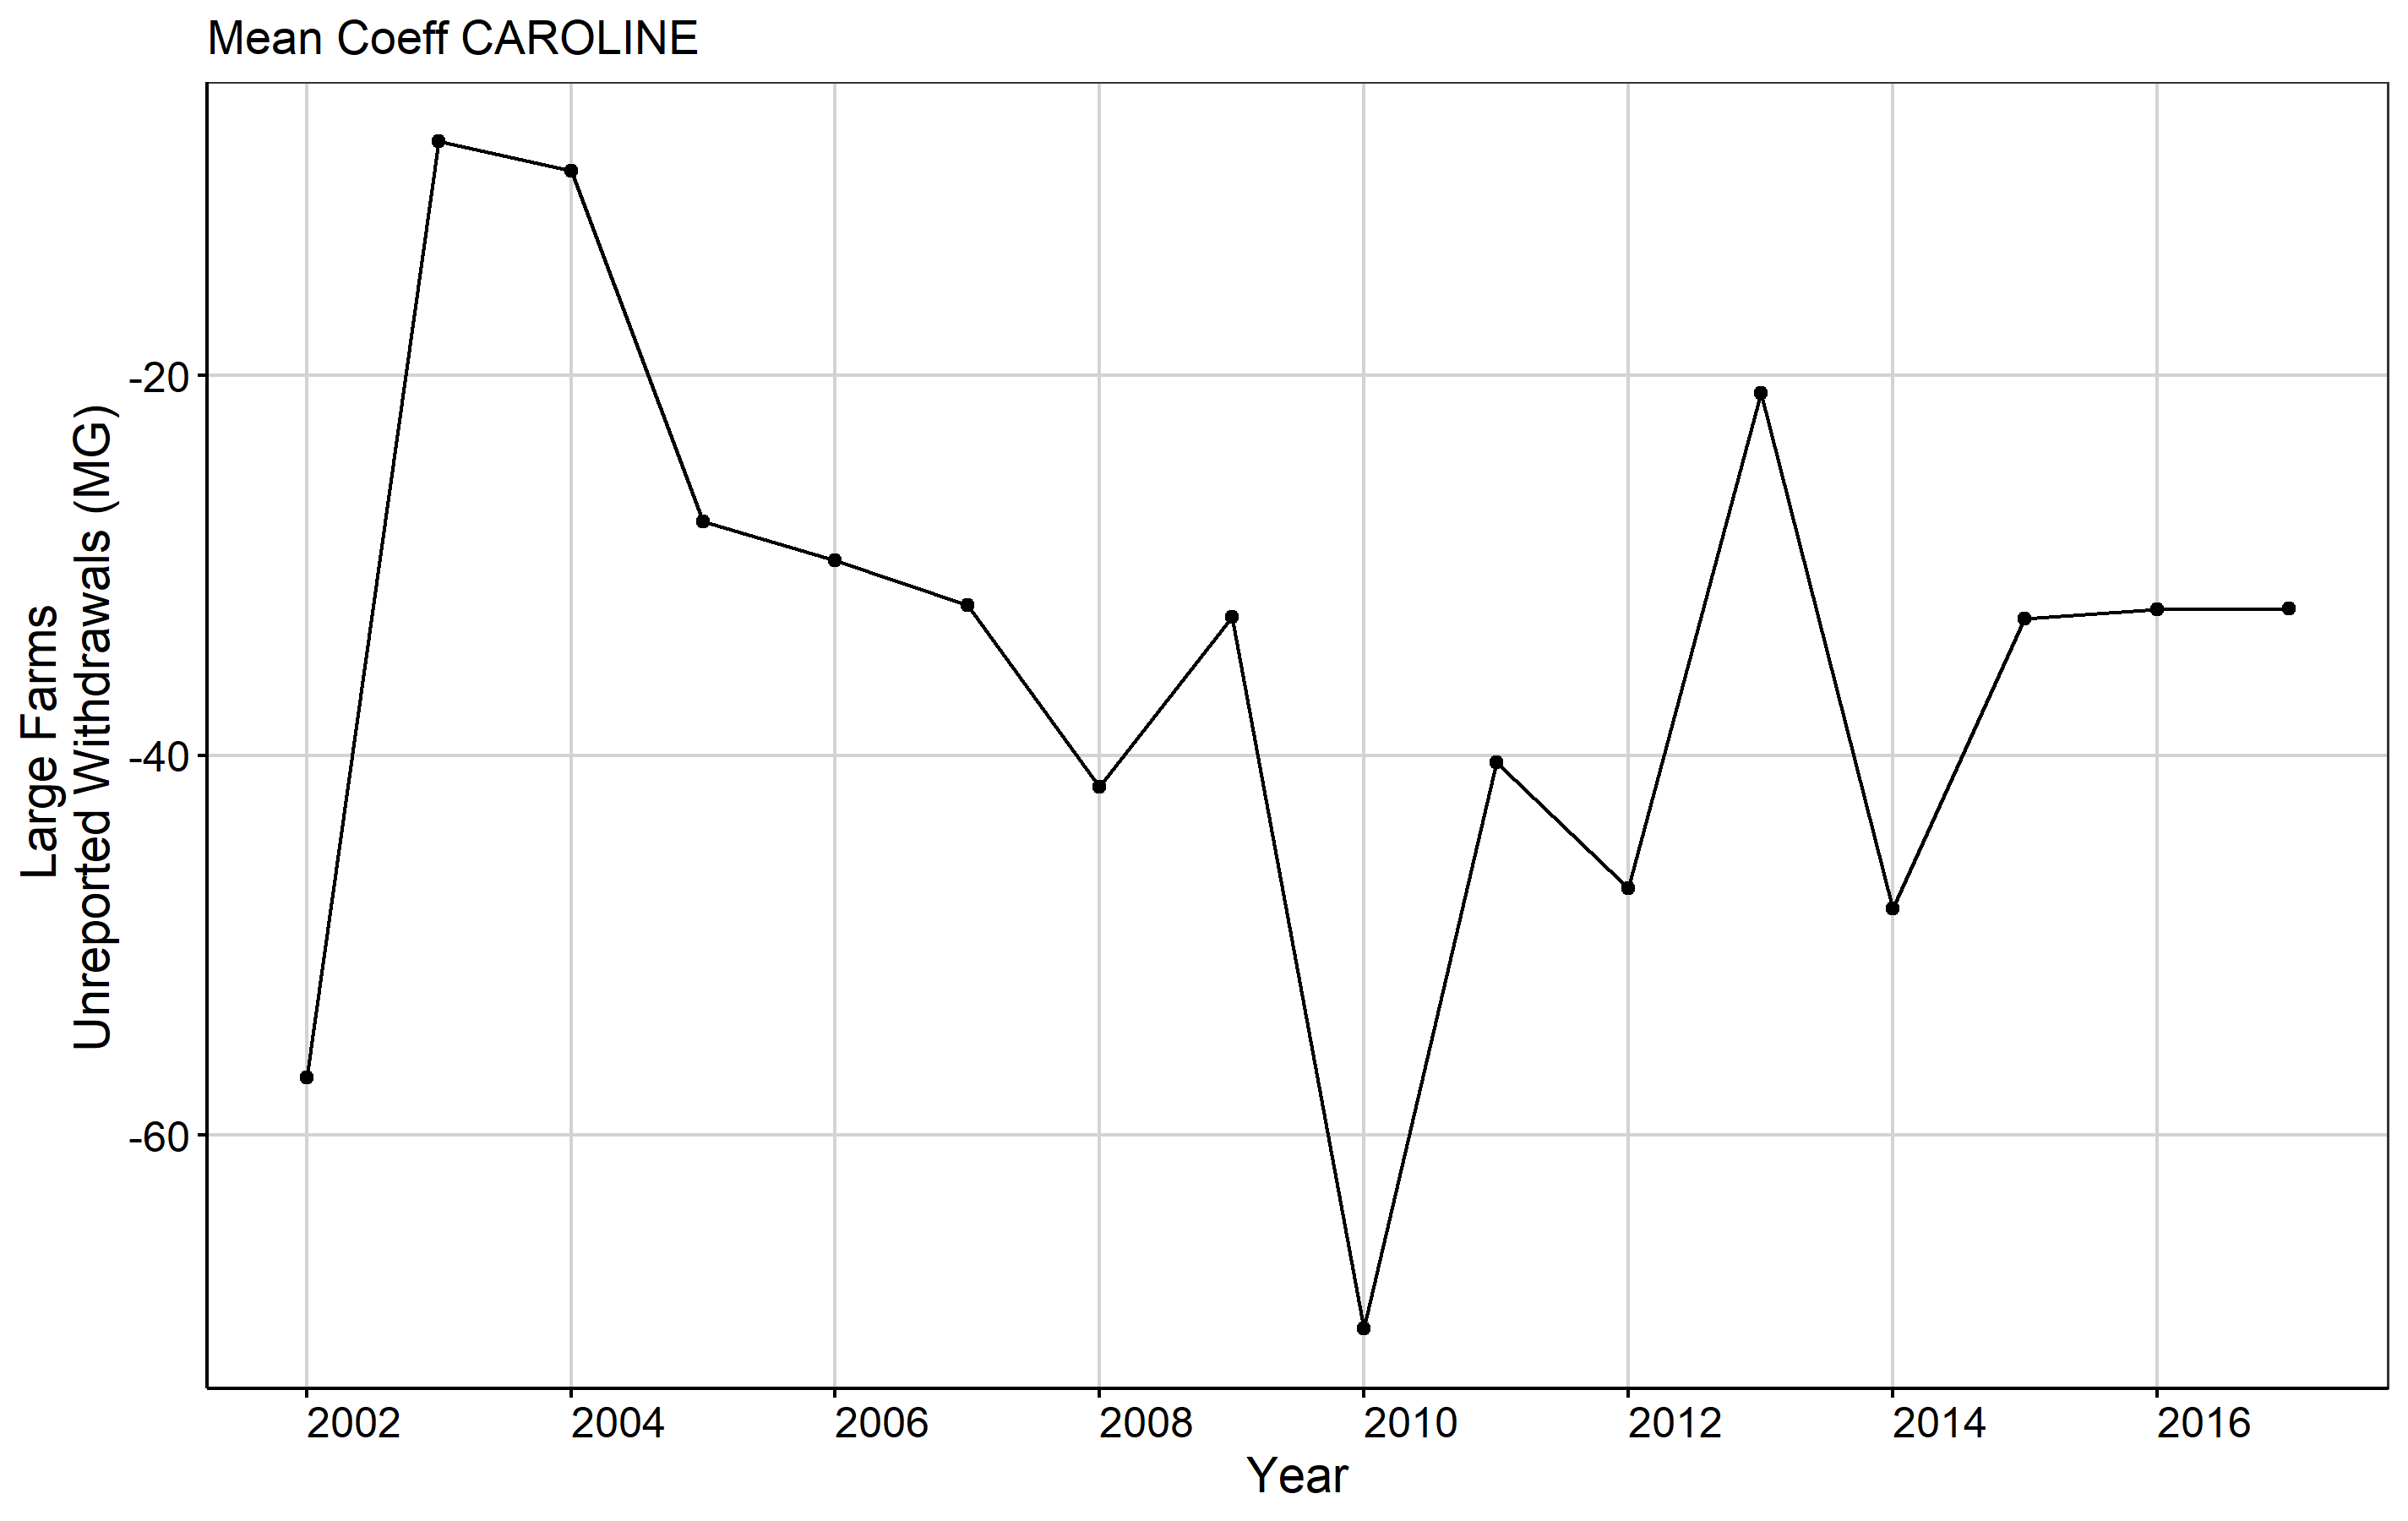 Mean Coeff CAROLINE
Large Farms
Unreported Withdrawals (MG)
-20
-40
-60
2002 2004 2006 2008 2010 2012 2014 2016
Year